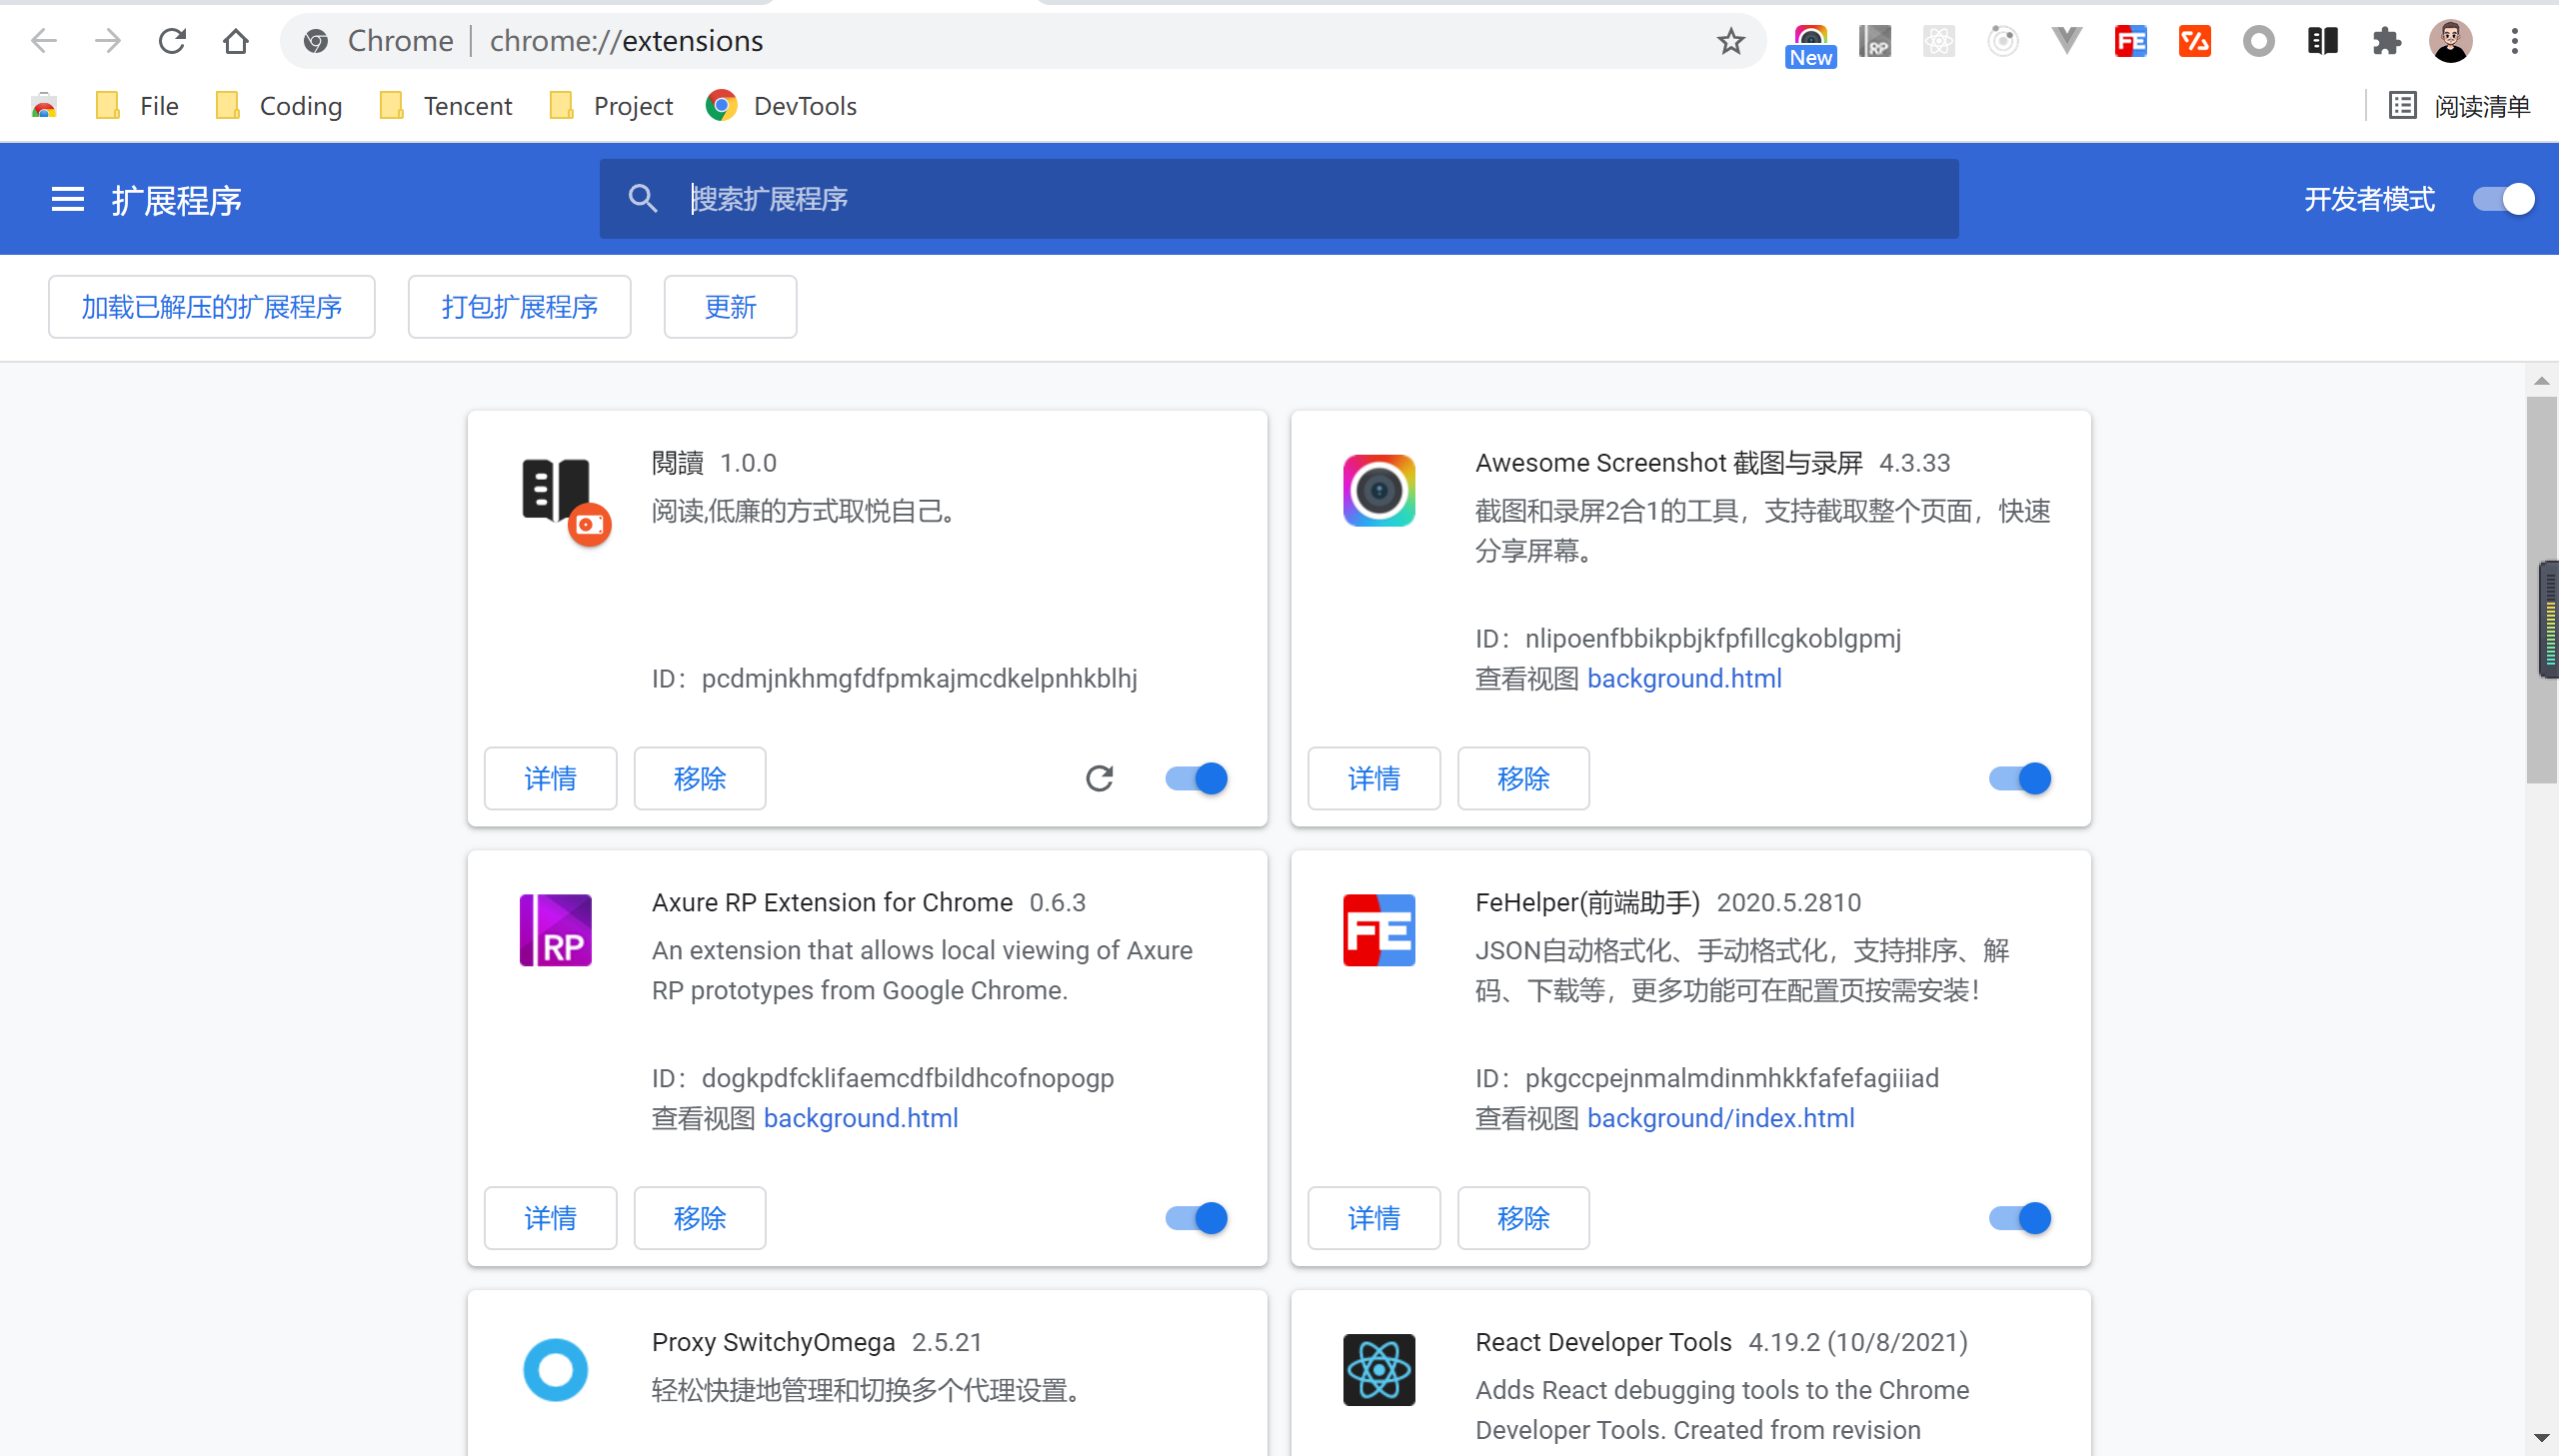 Chrome chrome://extensions
New
RP
FE
File Coding Tencent Project DevTools 阅读清单
扩展程序 搜索扩展程序 开发者模式
加载已解压的扩展程序 打包扩展程序 更新
閱讀 1.0.0
阅读,低廉的方式取悦自己。
ID：pcdmjnkhmgfdfpmkajmcdkelpnhkblhj
详情 移除
Awesome Screenshot 截图与录屏 4.3.33
截图和录屏2合1的工具，支持截取整个页面，快速
分享屏幕。
ID：nlipoenfbbikpbjkfpfillcgkoblgpmj
查看视图 background.html
详情 移除
RP
Axure RP Extension for Chrome 0.6.3
An extension that allows local viewing of Axure
RP prototypes from Google Chrome.
ID：dogkpdfcklifaemcdfbildhcofnopogp
查看视图 background.html
详情 移除
FE
FeHelper(前端助手) 2020.5.2810
JSON自动格式化、手动格式化，支持排序、解
码、下载等，更多功能可在配置页按需安装！
ID：pkgccpejnmalmdinmhkkfafefagiiiad
查看视图 background/index.html
详情 移除
Proxy SwitchyOmega 2.5.21
轻松快捷地管理和切换多个代理设置。
React Developer Tools 4.19.2 (10/8/2021)
Adds React debugging tools to the Chrome
Developer Tools. Created from revision